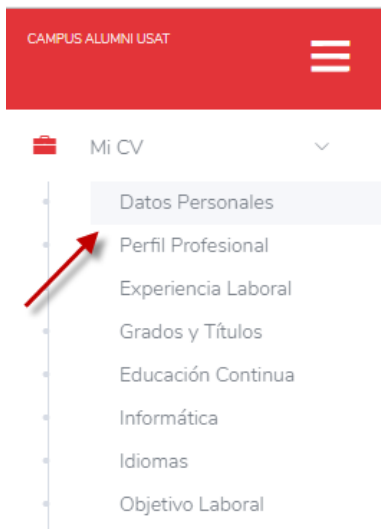 CAMPUS ALUMNI USAT
Mi CV
Datos Personales
Perfil Profesional
Experiencia Laboral
Grados y Títulos
Educación Continua
Informática
Idiomas
Objetivo Laboral